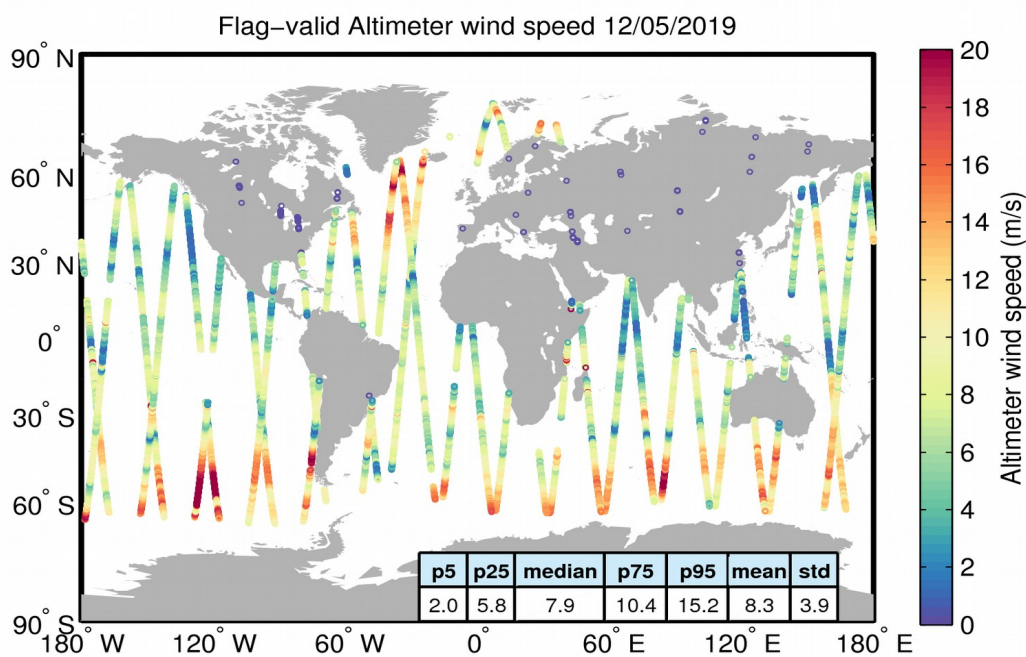 Flag−valid Altimeter wind speed 12/05/2019
90° N
60° N
30° N
0°
30° S
60° S
90° S
180° W 120° W 60° W 0° 60° E 120° E 180° E
p5 p25 median p75 p95 mean std
2.0 5.8 7.9 10.4 15.2 8.3 3.9
20
18
16
14
12
10
8
6
4
2
0
Altimeter wind speed (m/s)